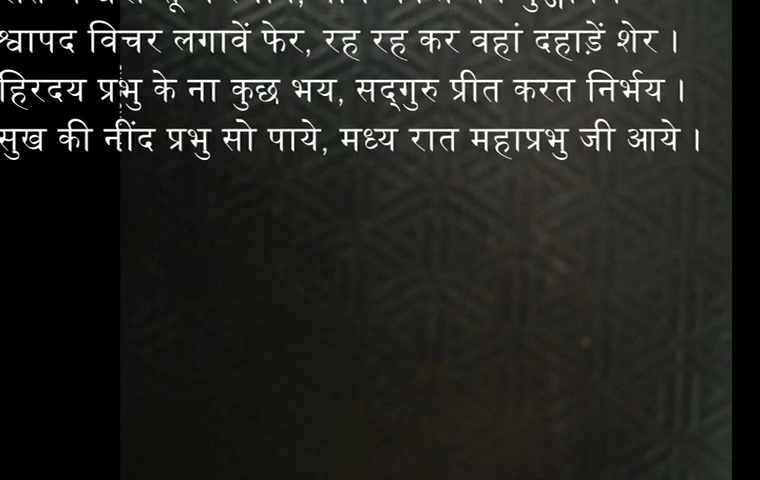 श्वापद विचर लगावें फेर, रह रह कर वहां दहाड़ें शेर ।
हिरदय प्रभु के ना कुछ भय, सद्‌गुरु प्रीत करत निर्भय ।
सुख की नींद प्रभु सो पाये, मध्य रात महाप्रभु जी आये ।